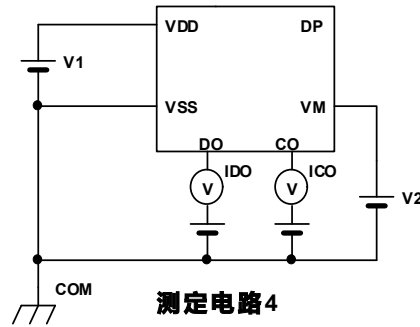 VDD DP
V1
VSS VM
DO CO
IDO ICO
V V
V2
COM
测定电路4